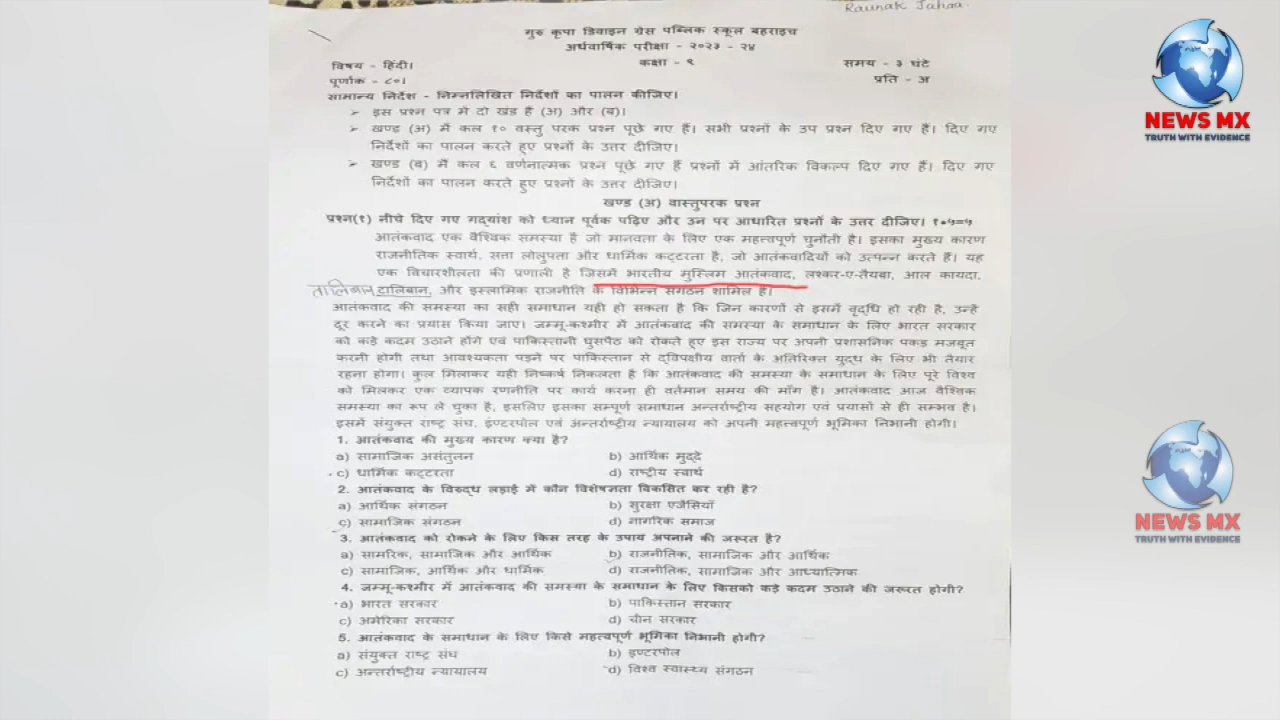 Raunak Jahaa.
गुरु कृपा डिवाइन ग्रेस पब्लिक स्कूल बहराइच
अर्धवार्षिक परीक्षा - २०२३ - २४
विषय - हिंदी।
कक्षा - ९
समय - ३ घंटे
पूर्णांक - ८०।
प्रति - अ
सामान्य निर्देश - निम्नलिखित निर्देशों का पालन कीजिए।
➢ इस प्रश्न पत्र में दो खंड हैं (अ) और (ब)।
➢ खण्ड (अ) में कल १० वस्तु परक प्रश्न पूछे गए हैं। सभी प्रश्नों के उप प्रश्न दिए गए हैं। दिए गए
निर्देशों का पालन करते हुए प्रश्नों के उत्तर दीजिए।
➢ खण्ड (ब) में कल ६ वर्णनात्मक प्रश्न पूछे गए हैं प्रश्नों में आंतरिक विकल्प दिए गए हैं। दिए गए
निर्देशों का पालन करते हुए प्रश्नों के उत्तर दीजिए।
खण्ड (अ) वास्तुपरक प्रश्न
प्रश्न(१) नीचे दिए गए गद्यांश को ध्यान पूर्वक पढ़िए और उन पर आधारित प्रश्नों के उत्तर दीजिए। १*५=५
आतंकवाद एक वैश्विक समस्या है जो मानवता के लिए एक महत्त्वपूर्ण चुनौती है। इसका मुख्य कारण
राजनीतिक स्वार्थ, सत्ता लोलुपता और धार्मिक कट्टरता है, जो आतंकवादियों को उत्पन्न करते हैं। यह
एक विचारशीलता की प्रणाली है जिसमें भारतीय मुस्लिम आतंकवाद, लश्कर-ए-तैयबा, आल कायदा,
तालिबान टालिबान, और इस्लामिक राजनीति के विभिन्न संगठन शामिल हैं।
आतंकवाद की समस्या का सही समाधान यही हो सकता है कि जिन कारणों से इसमें वृद्धि हो रही है, उन्हें
दूर करने का प्रयास किया जाए। जम्मू-कश्मीर में आतंकवाद की समस्या के समाधान के लिए भारत सरकार
को कड़े कदम उठाने होंगे एवं पाकिस्तानी घुसपैठ को रोकते हुए इस राज्य पर अपनी प्रशासनिक पकड़ मजबूत
करनी होगी तथा आवश्यकता पड़ने पर पाकिस्तान से द्विपक्षीय वार्ता के अतिरिक्त युद्ध के लिए भी तैयार
रहना होगा। कुल मिलाकर यही निष्कर्ष निकलता है कि आतंकवाद की समस्या के समाधान के लिए पूरे विश्व
को मिलकर एक व्यापक रणनीति पर कार्य करना ही वर्तमान समय की माँग है। आतंकवाद आज वैश्विक
समस्या का रूप ले चुका है, इसलिए इसका सम्पूर्ण समाधान अन्तर्राष्ट्रीय सहयोग एवं प्रयासों से ही सम्भव है।
इसमें संयुक्त राष्ट्र संघ, इण्टरपोल एवं अन्तर्राष्ट्रीय न्यायालय को अपनी महत्त्वपूर्ण भूमिका निभानी होगी।
1. आतंकवाद की मुख्य कारण क्या है?
a) सामाजिक असंतुलन
b) आर्थिक मुद्दे
c) धार्मिक कट्टरता
d) राष्ट्रीय स्वार्थ
2. आतंकवाद के विरुद्ध लड़ाई में कौन विशेषनता विकसित कर रही है?
a) आर्थिक संगठन
b) सुरक्षा एजेंसियाँ
c) सामाजिक संगठन
d) नागरिक समाज
3. आतंकवाद को रोकने के लिए किस तरह के उपाय अपनाने की जरूरत है?
a) सामरिक, सामाजिक और आर्थिक
b) राजनीतिक, सामाजिक और आर्थिक
c) सामाजिक, आर्थिक और धार्मिक
d) राजनीतिक, सामाजिक और आध्यात्मिक
4. जम्मू-कश्मीर में आतंकवाद की समस्या के समाधान के लिए किसको कड़े कदम उठाने की जरूरत होगी?
a) भारत सरकार
b) पाकिस्तान सरकार
c) अमेरिका सरकार
d) चीन सरकार
5. आतंकवाद के समाधान के लिए किसे महत्वपूर्ण भूमिका निभानी होगी?
a) संयुक्त राष्ट्र संघ
b) इण्टरपोल
c) अन्तर्राष्ट्रीय न्यायालय
d) विश्व स्वास्थ्य संगठन
NEWS MX
TRUTH WITH EVIDENCE
NEWS MX
TRUTH WITH EVIDENCE